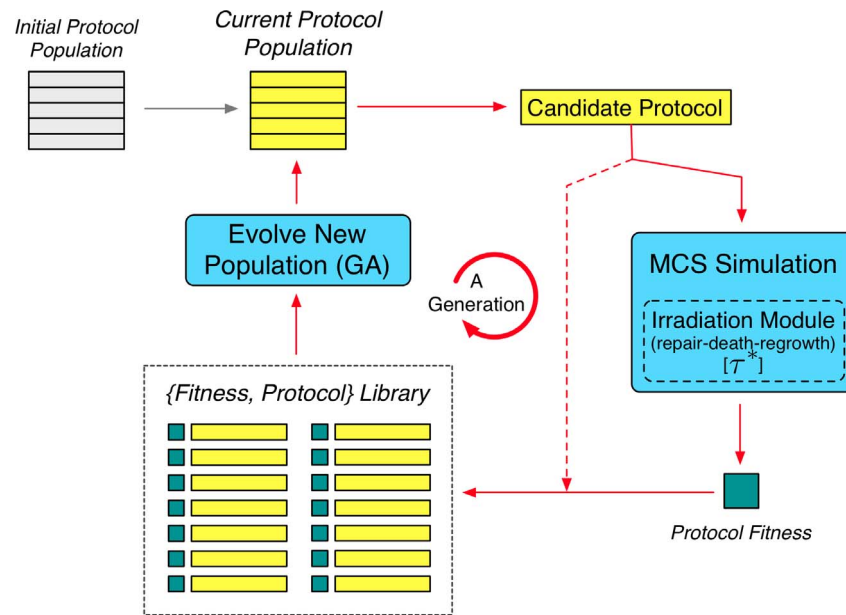 Initial Protocol
Population
Current Protocol
Population
Candidate Protocol
Evolve New
Population (GA)
A
Generation
MCS Simulation
Irradiation Module
(repair-death-regrowth)
[τ*]
{Fitness, Protocol} Library
Protocol Fitness